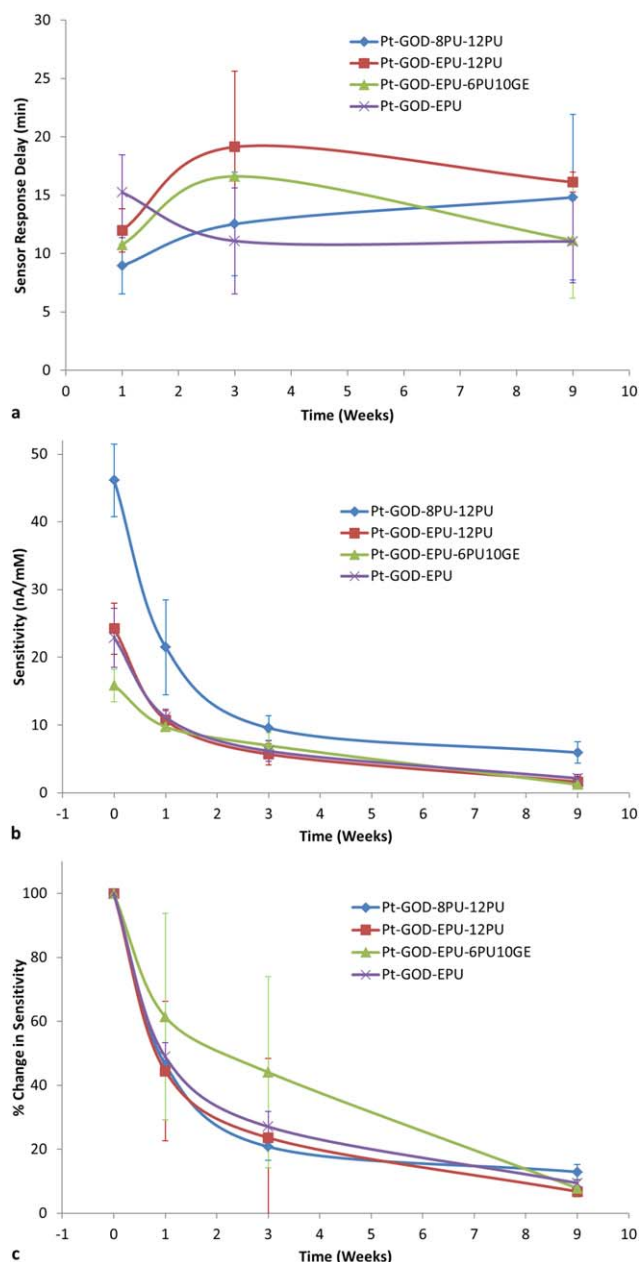 30
25
20
15
10
5
0
Sensor Response Delay (min)
Pt-GOD-8PU-12PU
Pt-GOD-EPU-12PU
Pt-GOD-EPU-6PU10GE
Pt-GOD-EPU
0 1 2 3 4 5 6 7 8 9 10
Time (Weeks)
a
50
40
30
20
10
0
Sensitivity (nA/mM)
Pt-GOD-8PU-12PU
Pt-GOD-EPU-12PU
Pt-GOD-EPU-6PU10GE
Pt-GOD-EPU
-1 0 1 2 3 4 5 6 7 8 9 10
Time (Weeks)
b
100
80
60
40
20
0
% Change in Sensitivity
Pt-GOD-8PU-12PU
Pt-GOD-EPU-12PU
Pt-GOD-EPU-6PU10GE
Pt-GOD-EPU
-1 0 1 2 3 4 5 6 7 8 9 10
Time (Weeks)
c